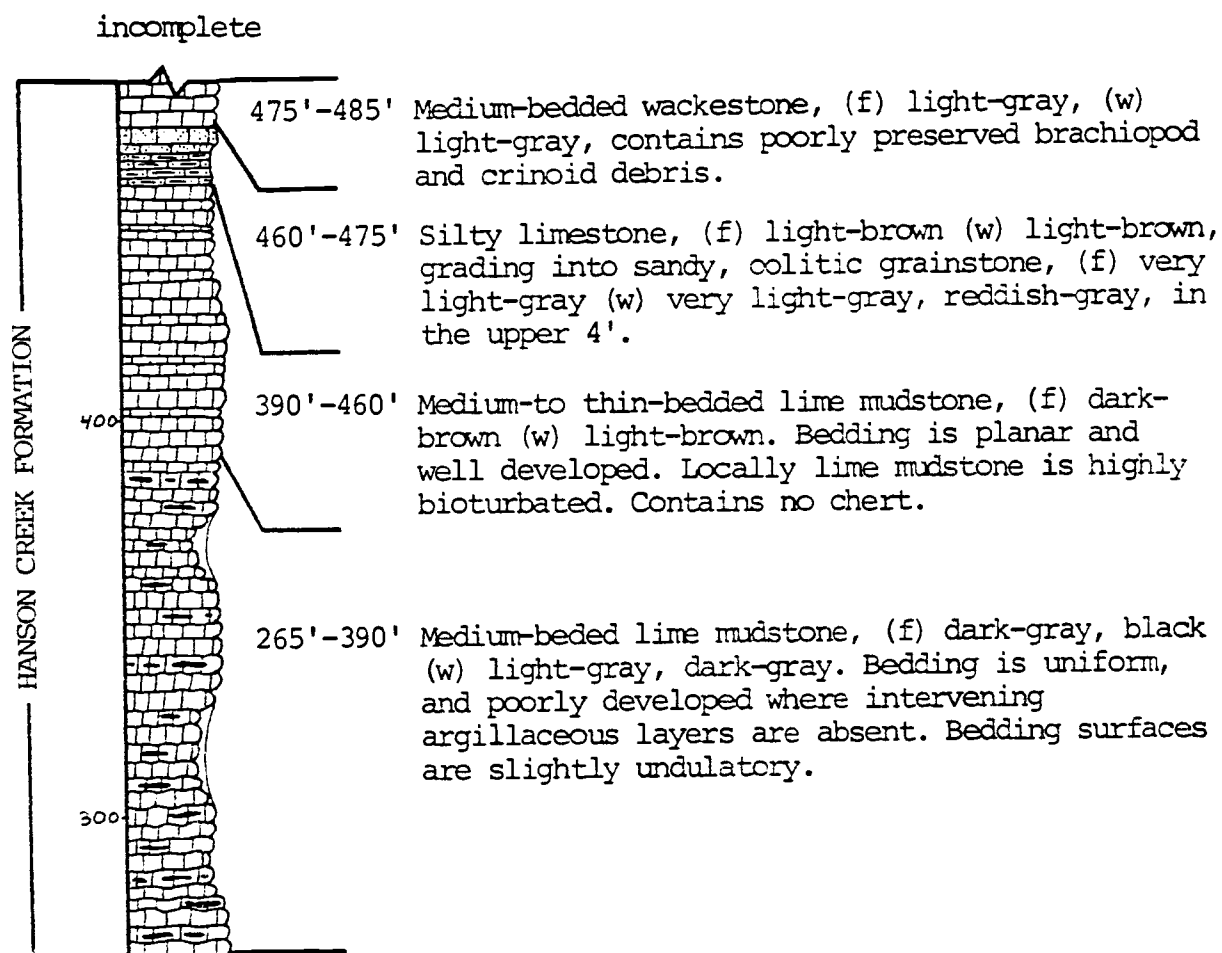 incomplete
475'-485' Medium-bedded wackestone, (f) light-gray, (w)
light-gray, contains poorly preserved brachiopod
and crinoid debris.
460'-475' Silty limestone, (f) light-brown (w) light-brown,
grading into sandy, oolitic grainstone, (f) very
light-gray (w) very light-gray, reddish-gray, in
the upper 4'.
390'-460' Medium-to thin-bedded lime mudstone, (f) dark-
brown (w) light-brown. Bedding is planar and
well developed. Locally lime mudstone is highly
bioturbated. Contains no chert.
265'-390' Medium-beded lime mudstone, (f) dark-gray, black
(w) light-gray, dark-gray. Bedding is uniform,
and poorly developed where intervening
argillaceous layers are absent. Bedding surfaces
are slightly undulatory.
HANSON CREEK FORMATION
400
300